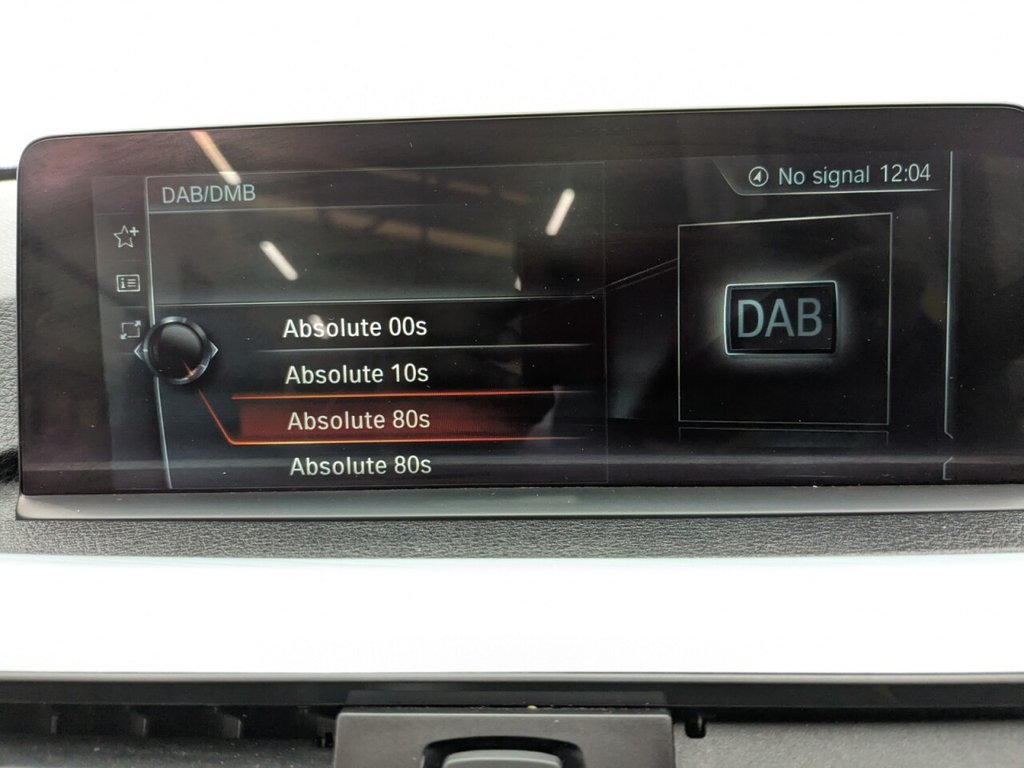 DAB/DMB
No signal 12:04
Absolute 00s
Absolute 10s
Absolute 80s
Absolute 80s
DAB